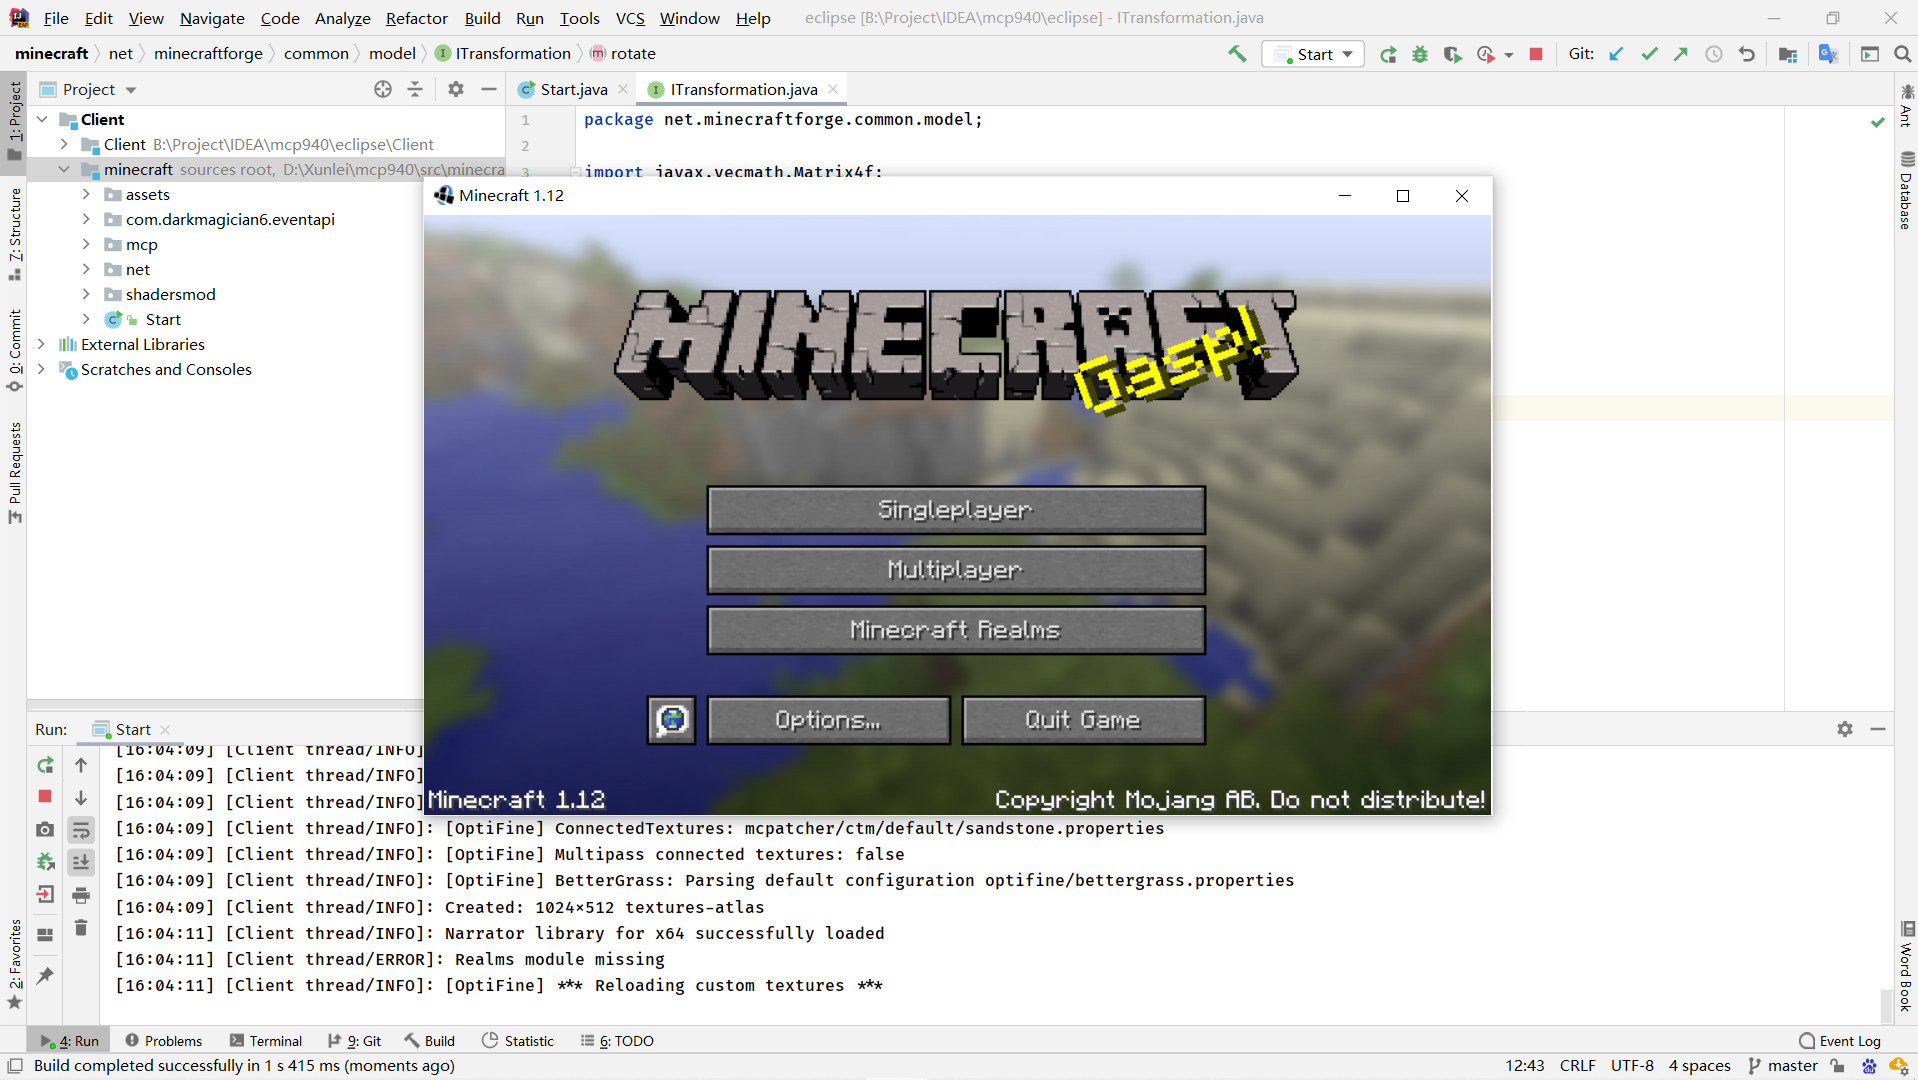 File Edit View Navigate Code Analyze Refactor Build Run Tools VCS Window Help eclipse [B:\Project\IDEA\mcp940\eclipse] - ITransformation.java
minecraft net minecraftforge common model ITransformation rotate Start Git:
Project Start.java ITransformation.java
1: Project
7: Structure
0: Commit
Pull Requests
2: Favorites
Client
Client B:\Project\IDEA\mcp940\eclipse\Client
minecraft sources root, D:\Xunlei\mcp940\src\minecra
assets
com.darkmagician6.eventapi
mcp
net
shadersmod
Start
External Libraries
Scratches and Consoles
1 package net.minecraftforge.common.model;
2
3 import javax.vecmath.Matrix4f;
Ant
Database
Word Book
Minecraft 1.12
MINECRAFT
Gasp!
Singleplayer
Multiplayer
Minecraft Realms
Options...
Quit Game
Minecraft 1.12
Copyright Mojang AB. Do not distribute!
Run: Start
[16:04:09] [Client thread/INFO]
[16:04:09] [Client thread/INFO]
[16:04:09] [Client thread/INFO]
[16:04:09] [Client thread/INFO]: [OptiFine] ConnectedTextures: mcpatcher/ctm/default/sandstone.properties
[16:04:09] [Client thread/INFO]: [OptiFine] Multipass connected textures: false
[16:04:09] [Client thread/INFO]: [OptiFine] BetterGrass: Parsing default configuration optifine/bettergrass.properties
[16:04:09] [Client thread/INFO]: Created: 1024×512 textures-atlas
[16:04:11] [Client thread/INFO]: Narrator library for x64 successfully loaded
[16:04:11] [Client thread/ERROR]: Realms module missing
[16:04:11] [Client thread/INFO]: [OptiFine] *** Reloading custom textures ***
4: Run Problems Terminal 9: Git Build Statistic 6: TODO Event Log
Build completed successfully in 1 s 415 ms (moments ago) 12:43 CRLF UTF-8 4 spaces master